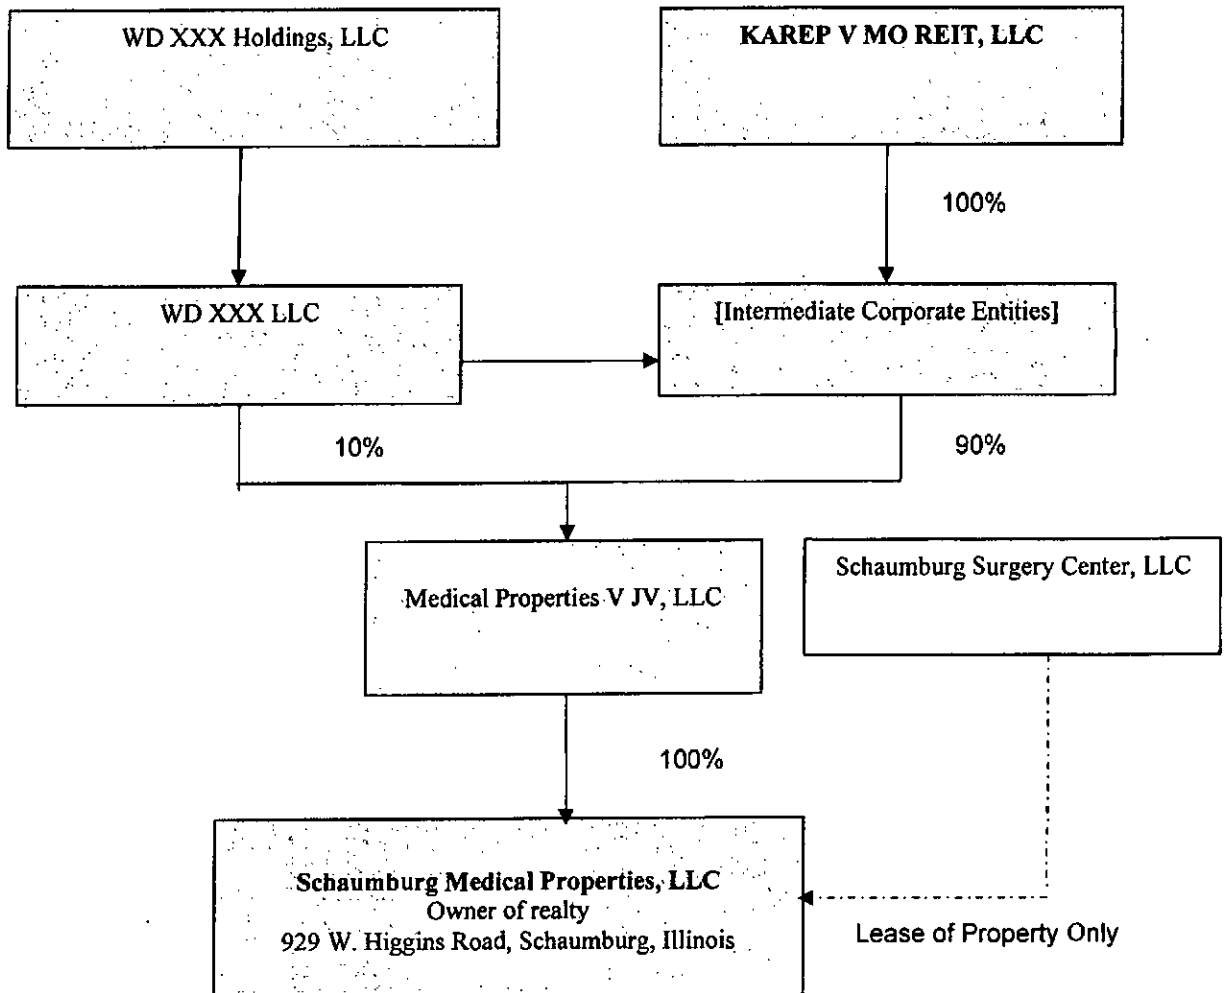 WD XXX Holdings, LLC
KAREP V MO REIT, LLC
100%
WD XXX LLC
[Intermediate Corporate Entities]
10%
90%
Medical Properties V JV, LLC
Schaumburg Surgery Center, LLC
100%
Schaumburg Medical Properties, LLC
Owner of realty
929 W. Higgins Road, Schaumburg, Illinois
Lease of Property Only